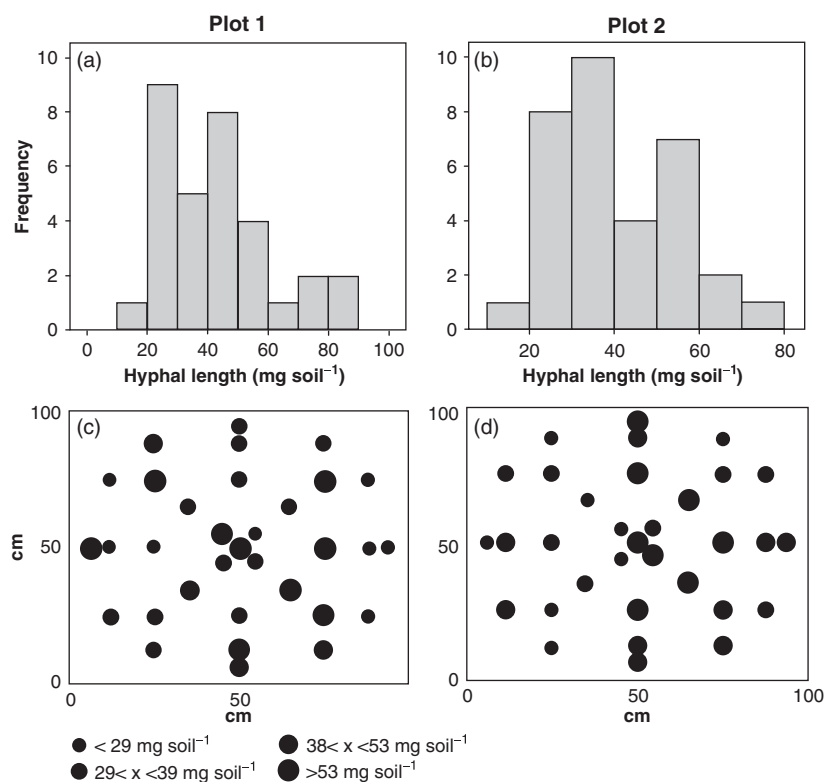 Plot 1
Plot 2
(a)
(b)
10
8
6
4
2
0
Frequency
10
8
6
4
2
0
0 20 40 60 80 100
20 40 60 80
Hyphal length (mg soil⁻¹)
Hyphal length (mg soil⁻¹)
100
50
0
cm
(c)
100
50
0
(d)
0 50
cm
0 50 100
cm
< 29 mg soil⁻¹
38< x <53 mg soil⁻¹
29< x <39 mg soil⁻¹
>53 mg soil⁻¹